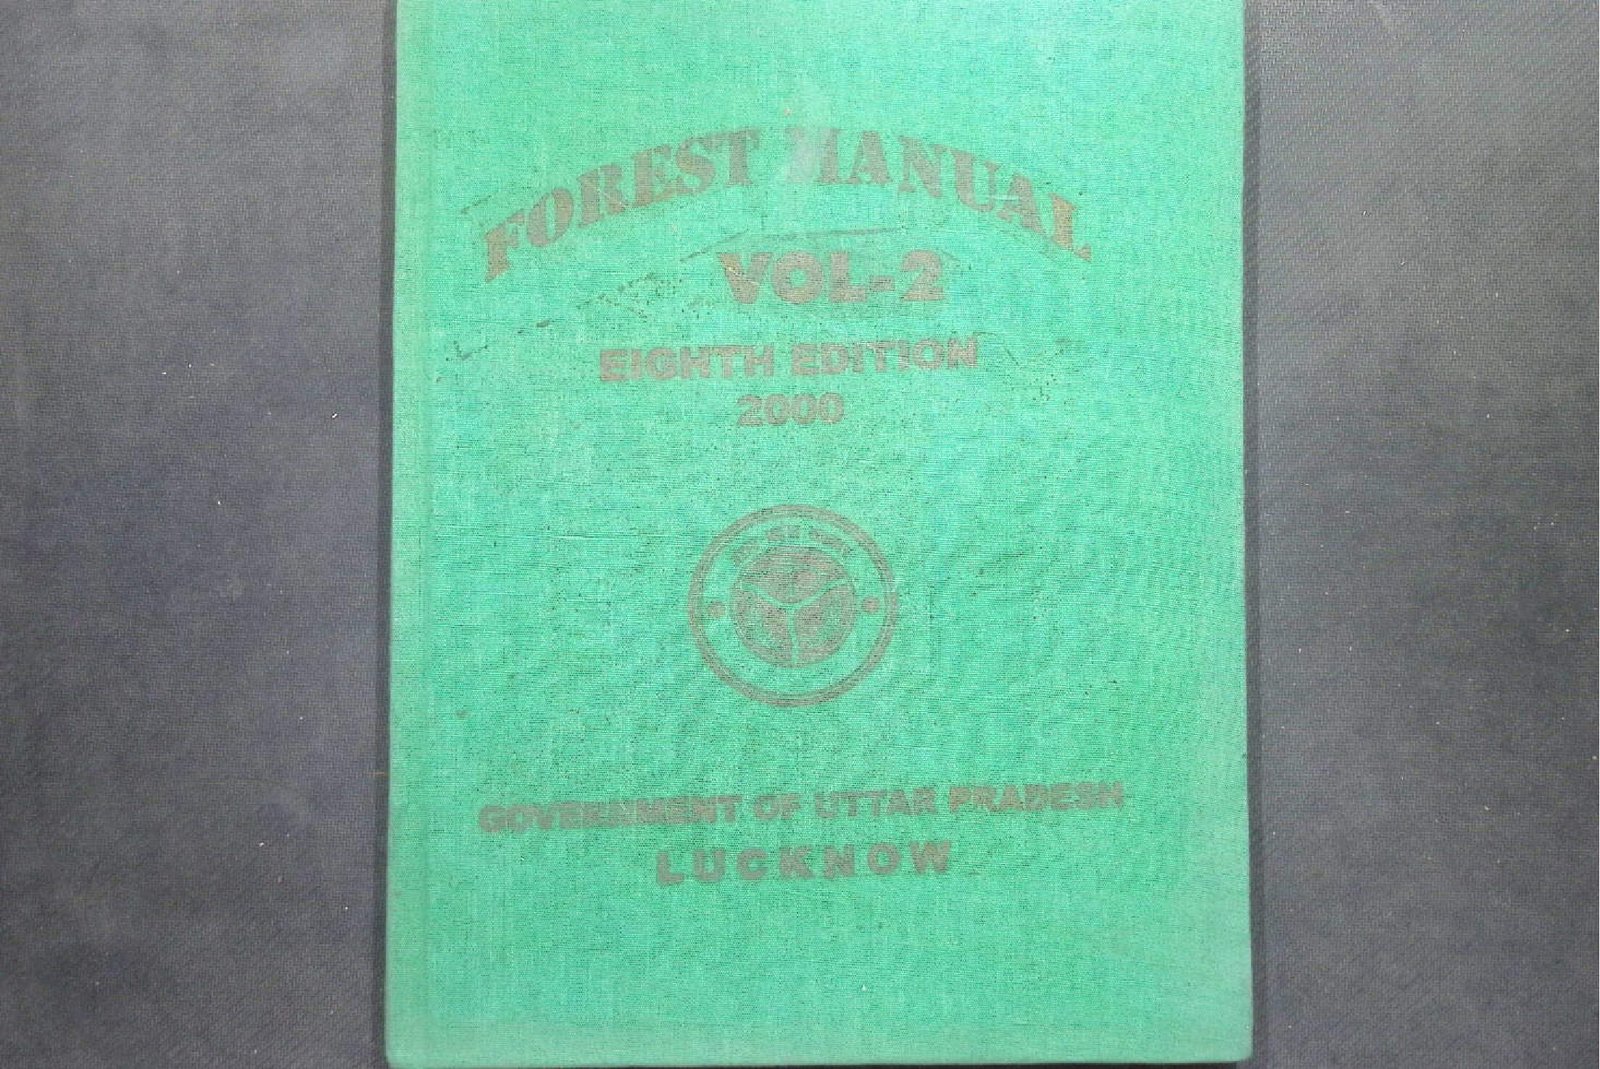 FOREST MANUAL
VOL-2
EIGHTH EDITION
2000
GOVERNMENT OF UTTAR PRADESH
LUCKNOW